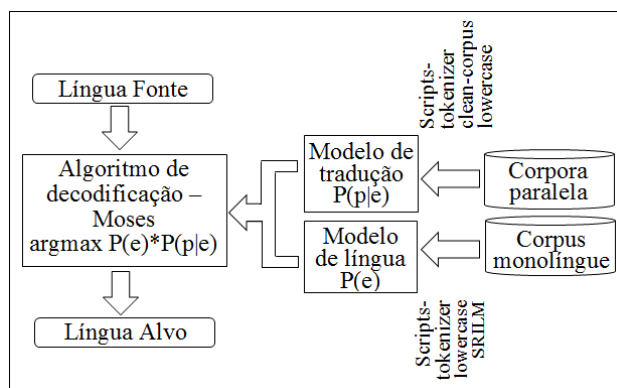 Língua Fonte
Algoritmo de
decodificação –
Moses
argmax P(e)*P(p|e)
Língua Alvo
Modelo de
tradução
P(p|e)
Modelo
de língua
P(e)
Scripts-
tokenizer
clean-corpus
lowercase
Corpora
paralela
Corpus
monolíngue
Scripts-
tokenizer
lowercase
SRILM